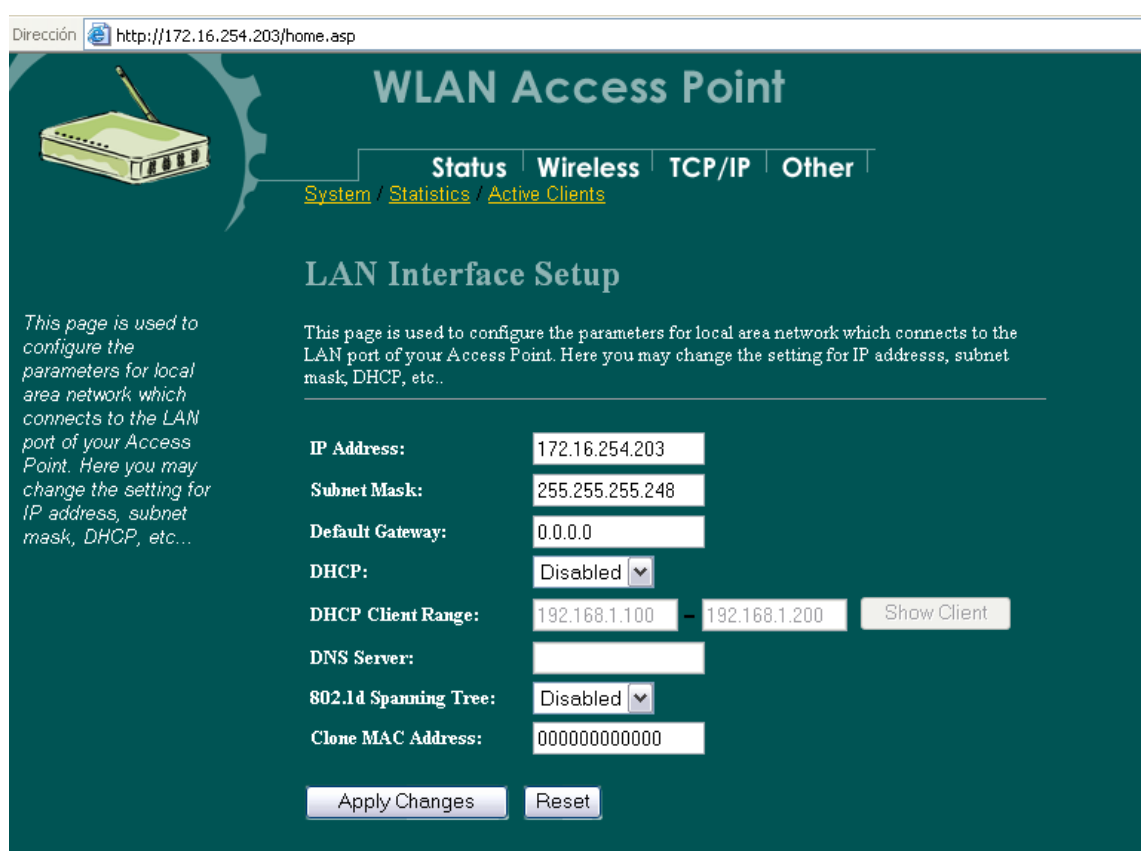 Dirección http://172.16.254.203/home.asp
WLAN Access Point
Status Wireless TCP/IP Other
System / Statistics / Active Clients
LAN Interface Setup
This page is used to
configure the
parameters for local
area network which
connects to the LAN
port of your Access
Point. Here you may
change the setting for
IP address, subnet
mask, DHCP, etc...
This page is used to configure the parameters for local area network which connects to the
LAN port of your Access Point. Here you may change the setting for IP addresss, subnet
mask, DHCP, etc..
IP Address: 172.16.254.203
Subnet Mask: 255.255.255.248
Default Gateway: 0.0.0.0
DHCP: Disabled
DHCP Client Range: 192.168.1.100 - 192.168.1.200 Show Client
DNS Server:
802.1d Spanning Tree: Disabled
Clone MAC Address: 000000000000
Apply Changes Reset